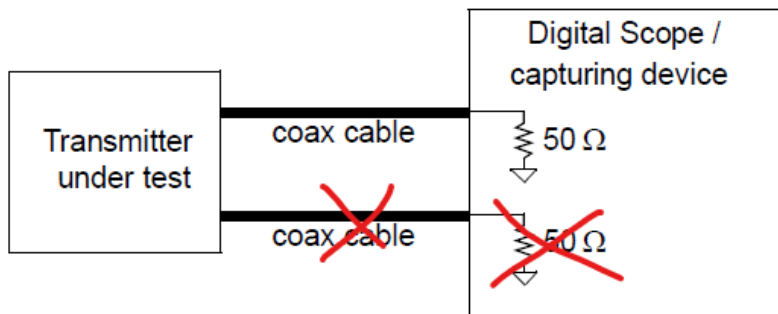 Digital Scope /
capturing device
Transmitter
under test
coax cable
50 Ω
coax cable
50 Ω